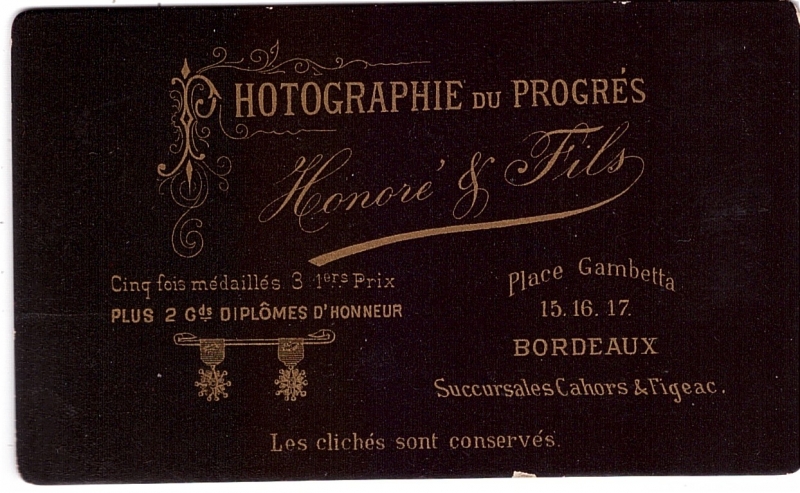 PHOTOGRAPHIE DU PROGRÉS
Honoré & Fils
Cinq fois médaillés 3 1ers Prix
PLUS 2 Gds DIPLÔMES D'HONNEUR
Place Gambetta
15. 16. 17.
BORDEAUX
Succursales Cahors & Figeac.
Les clichés sont conservés.